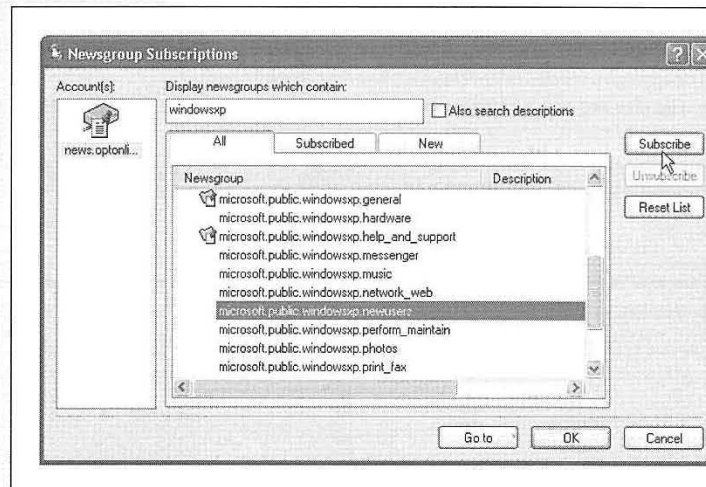 Newsgroup Subscriptions
Account(s):
Display newsgroups which contain:
windowsxp
Also search descriptions
news.optonli...
All
Subscribed
New
Subscribe
Unsubscribe
Reset List
Newsgroup
Description
microsoft.public.windowsxp.general
microsoft.public.windowsxp.hardware
microsoft.public.windowsxp.help_and_support
microsoft.public.windowsxp.messenger
microsoft.public.windowsxp.music
microsoft.public.windowsxp.network_web
microsoft.public.windowsxp.newusers
microsoft.public.windowsxp.perform_maintain
microsoft.public.windowsxp.photos
microsoft.public.windowsxp.print_fax
Go to
OK
Cancel